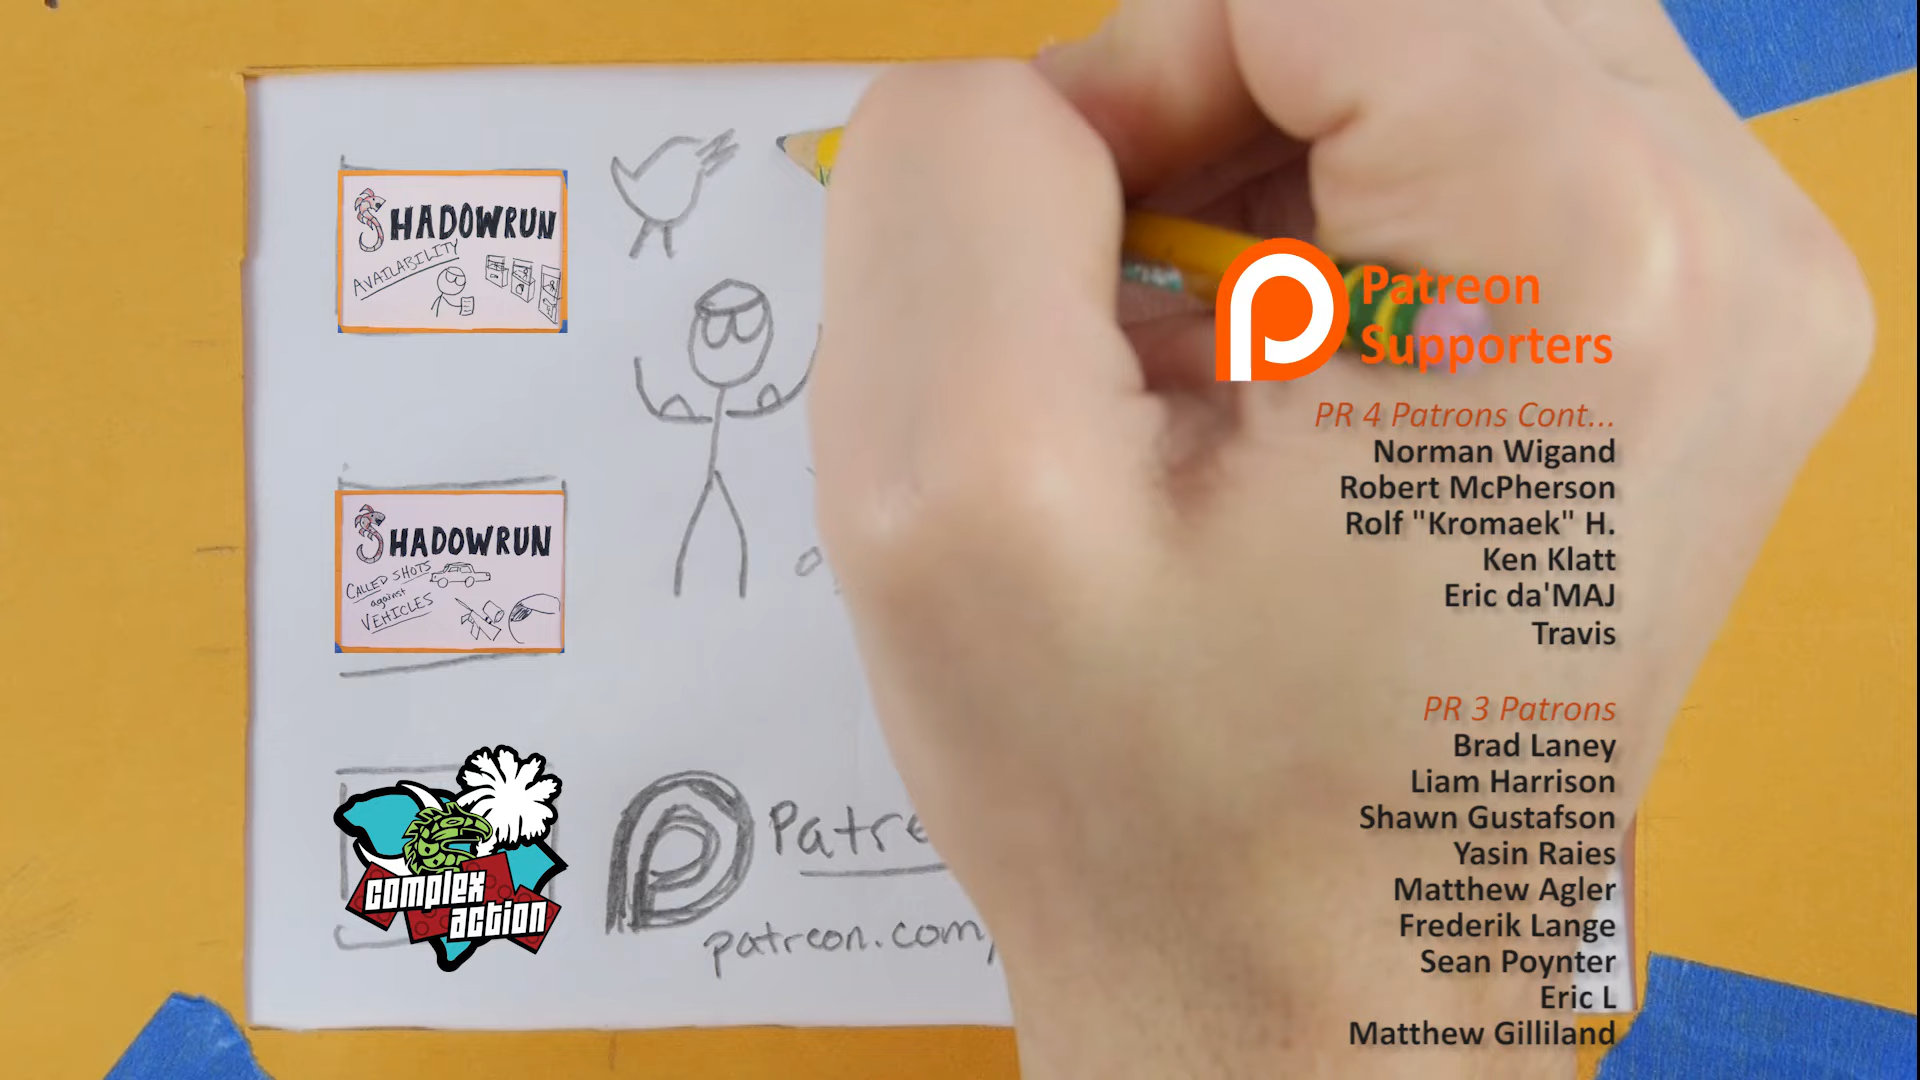 SHADOWRUN
AVAILABILITY
SHADOWRUN
CALLED SHOTS
against
VEHICLES
complex
action
Patre
patreon.com/
Patreon
Supporters
PR 4 Patrons Cont...
Norman Wigand
Robert McPherson
Rolf "Kromaek" H.
Ken Klatt
Eric da'MAJ
Travis
PR 3 Patrons
Brad Laney
Liam Harrison
Shawn Gustafson
Yasin Raies
Matthew Agler
Frederik Lange
Sean Poynter
Eric L
Matthew Gilliland